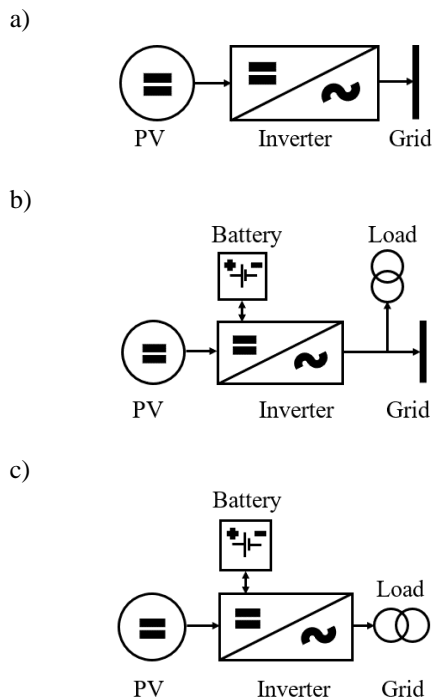 a)
PV Inverter Grid
b)
Battery Load
PV Inverter Grid
c)
Battery
Load
PV Inverter Grid